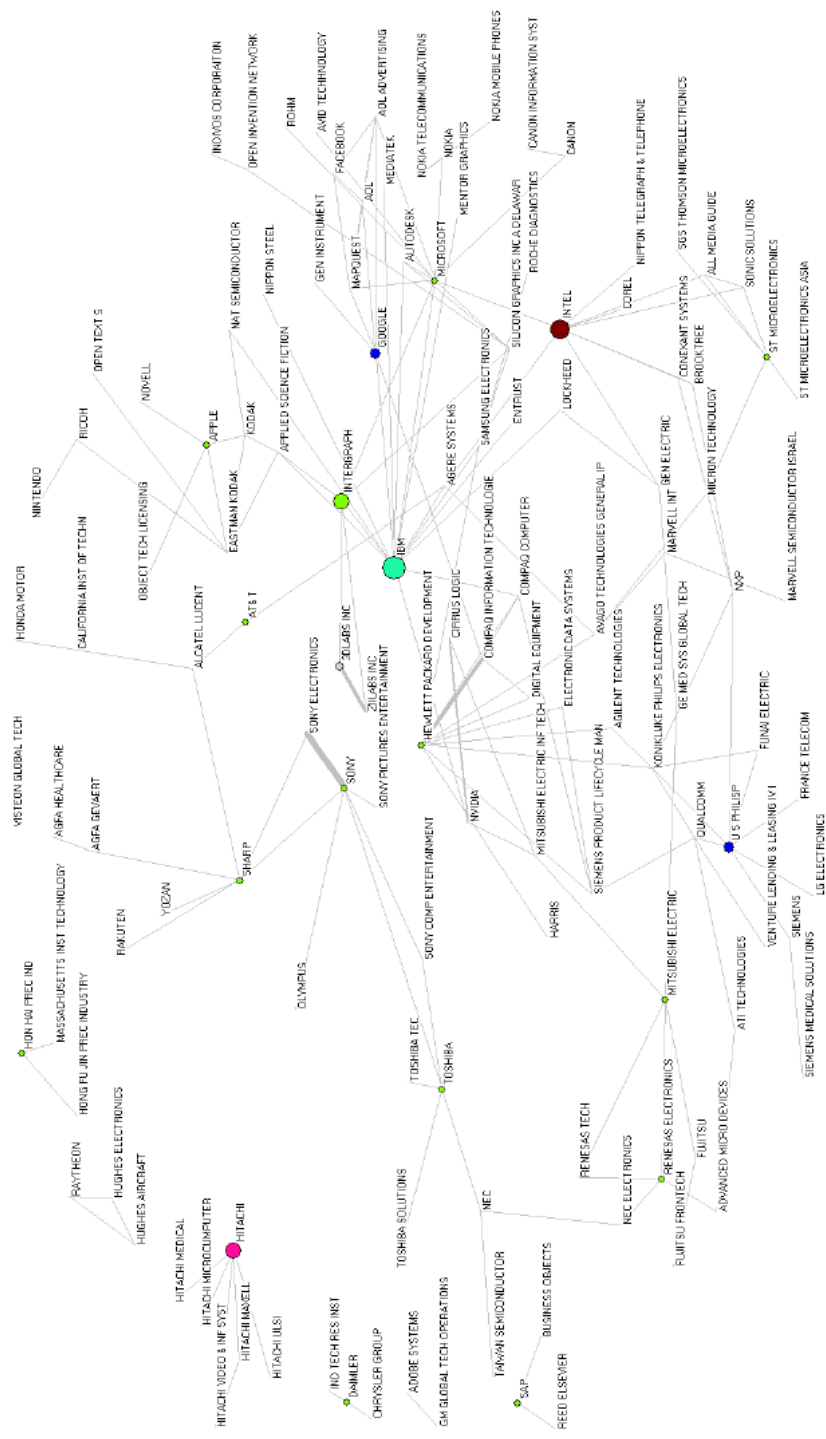 HONDA MOTOR
NINTENDO
CALIFORNIA INST OF TECHN
RICOH
OPEN TEXT S
NOVELL
OBJECT TECH LICENSING
APPLE
EASTMAN KODAK
KODAK
NAT SEMICONDUCTOR
NIPPON STEEL
APPLIED SCIENCE FICTION
INDIVOS CORPORAITON
OPEN INVENTION NETWORK
ROHM
AVID TECHHNOLOGY
FACEBOOK
AOL ADVERTISING
MEDIATEK
GEN INSTRUMENT
MAPQUEST
AOL
GOOGLE
AUTODESK
MICROSOFT
NOKIA TELECOMMUNICATIONS
NOKIA
MENTOR GRAPHICS
NOKIA MOBILE PHONES
CANON INFORMATION SYST
CANON
ROCHE DIAGNOSTICS
SILICON GRAPHICS INC A DELAWAR
SAMSUNG ELECTRONICS
ENTRUST
INTEL
LOCKHEED
COREL
NIPPON TELEGRAPH & TELEPHONE
SGS THOMSON MICROELECTRONICS
ALL MEDIA GUIDE
SONIC SOLUTIONS
CONEXANT SYSTEMS
BROOKTREE
ST MICROELECTRONICS
ST MICROELECTRONICS ASIA
MICRON TECHNOLOGY
GEN ELECTRIC
MARVELL INT
MARVELL SEMICONDUCTOR ISRAEL
NXP
INTERGRAPH
IBM
AGERE SYSTEMS
VISTEON GLOBAL TECH
ALCATEL LUCENT
AT&T
3DLABS INC
ZIILABS INC
SONY ELECTRONICS
SONY
SONY PICTURES ENTERTAINMENT
HEWLETT PACKARD DEVELOPMENT
CIRRUS LOGIC
COMPAQ INFORMATION TECHNOLOGIE
COMPAQ COMPUTER
DIGITAL EQUIPMENT
ELECTRONIC DATA SYSTEMS
AVAGO TECHNOLOGIES GENERAL IP
AGILENT TECHNOLOGIES
KONIKLIJKE PHILIPS ELECTRONICS
GE MED SYS GLOBAL TECH
FUNAI ELECTRIC
FRANCE TELECOM
U S PHILISP
QUALCOMM
LG ELECTRONICS
VENTURE LENDING & LEASING IVI
SIEMENS
SIEMENS MEDICAL SOLUTIONS
ATI TECHNOLOGIES
SIEMENS PRODUCT LIFECYCLE MAN
MITSUBISHI ELECTRIC INF TECH
NVIDIA
HARRIS
MITSUBISHI ELECTRIC
AGFA HEALTHCARE
AGFA GEVAERT
SHARP
YOZAN
RAKUTEN
OLYMPUS
SONY COMP ENTERTAINMENT
HON HAI PREC IND
MASSACHUSETTS INST TECHNOLOGY
HONG FU JIN PREC INDUSTRY
RAYTHEON
HUGHES ELECTRONICS
HUGHES AIRCRAFT
TOSHIBA TEC
TOSHIBA
TOSHIBA SOLUTIONS
NEC
NEC ELECTRONICS
RENESAS TECH
RENESAS ELECTRONICS
FUJITSU
FUJITSU FRONTECH
ADVANCED MICRO DEVICES
TAIWAN SEMICONDUCTOR
HITACHI MEDICAL
HITACHI MICROCUMPUTER
HITACHI
HITACHI VIDEO & INF SYST
HITACHI MAXELL
HITACHI ULSI
IND TECH RES INST
DAIMLER
CHRYSLER GROUP
ADOBE SYSTEMS
GM GLOBAL TECH OPERATIONS
BUSINESS OBJECTS
SAP
REED ELSEVIER